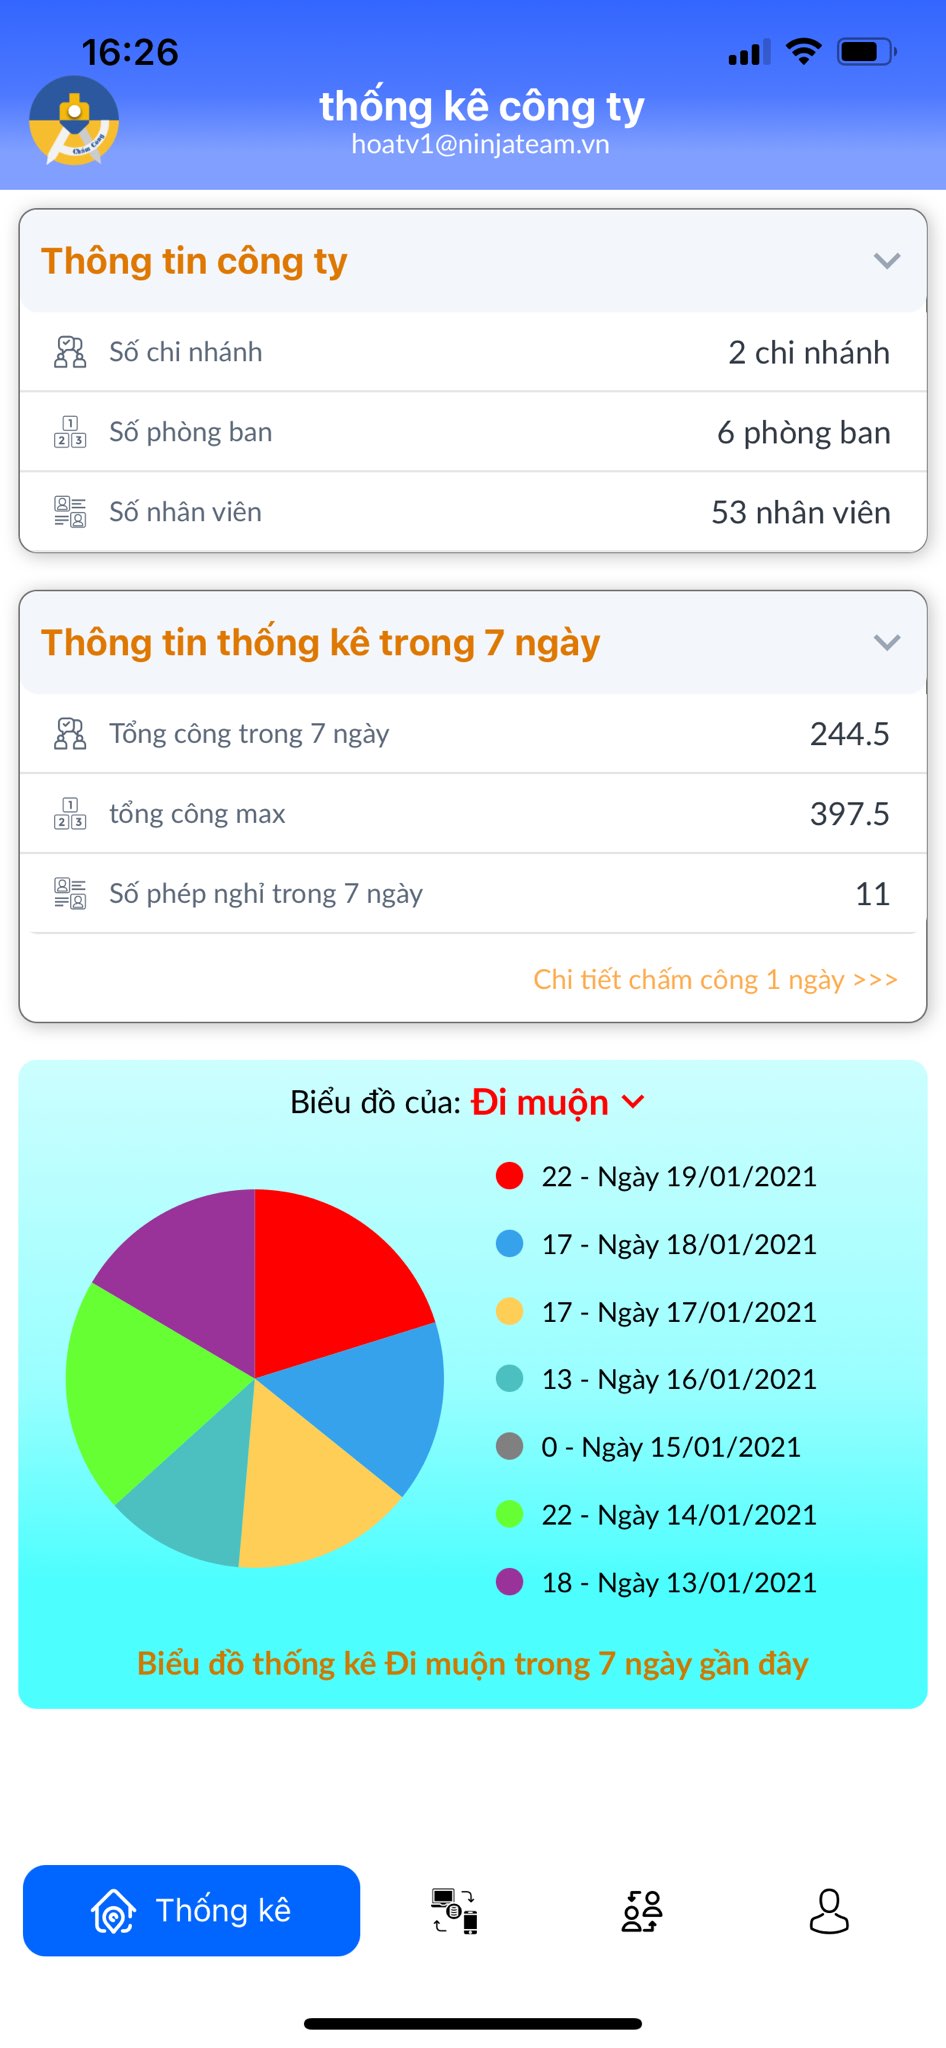 16:26
Chấm Công
thống kê công ty
hoatv1@ninjateam.vn
Thông tin công ty
Số chi nhánh 2 chi nhánh
Số phòng ban 6 phòng ban
Số nhân viên 53 nhân viên
Thông tin thống kê trong 7 ngày
Tổng công trong 7 ngày 244.5
tổng công max 397.5
Số phép nghỉ trong 7 ngày 11
Chi tiết chấm công 1 ngày >>>
Biểu đồ của: Đi muộn
22 - Ngày 19/01/2021
17 - Ngày 18/01/2021
17 - Ngày 17/01/2021
13 - Ngày 16/01/2021
0 - Ngày 15/01/2021
22 - Ngày 14/01/2021
18 - Ngày 13/01/2021
Biểu đồ thống kê Đi muộn trong 7 ngày gần đây
Thống kê